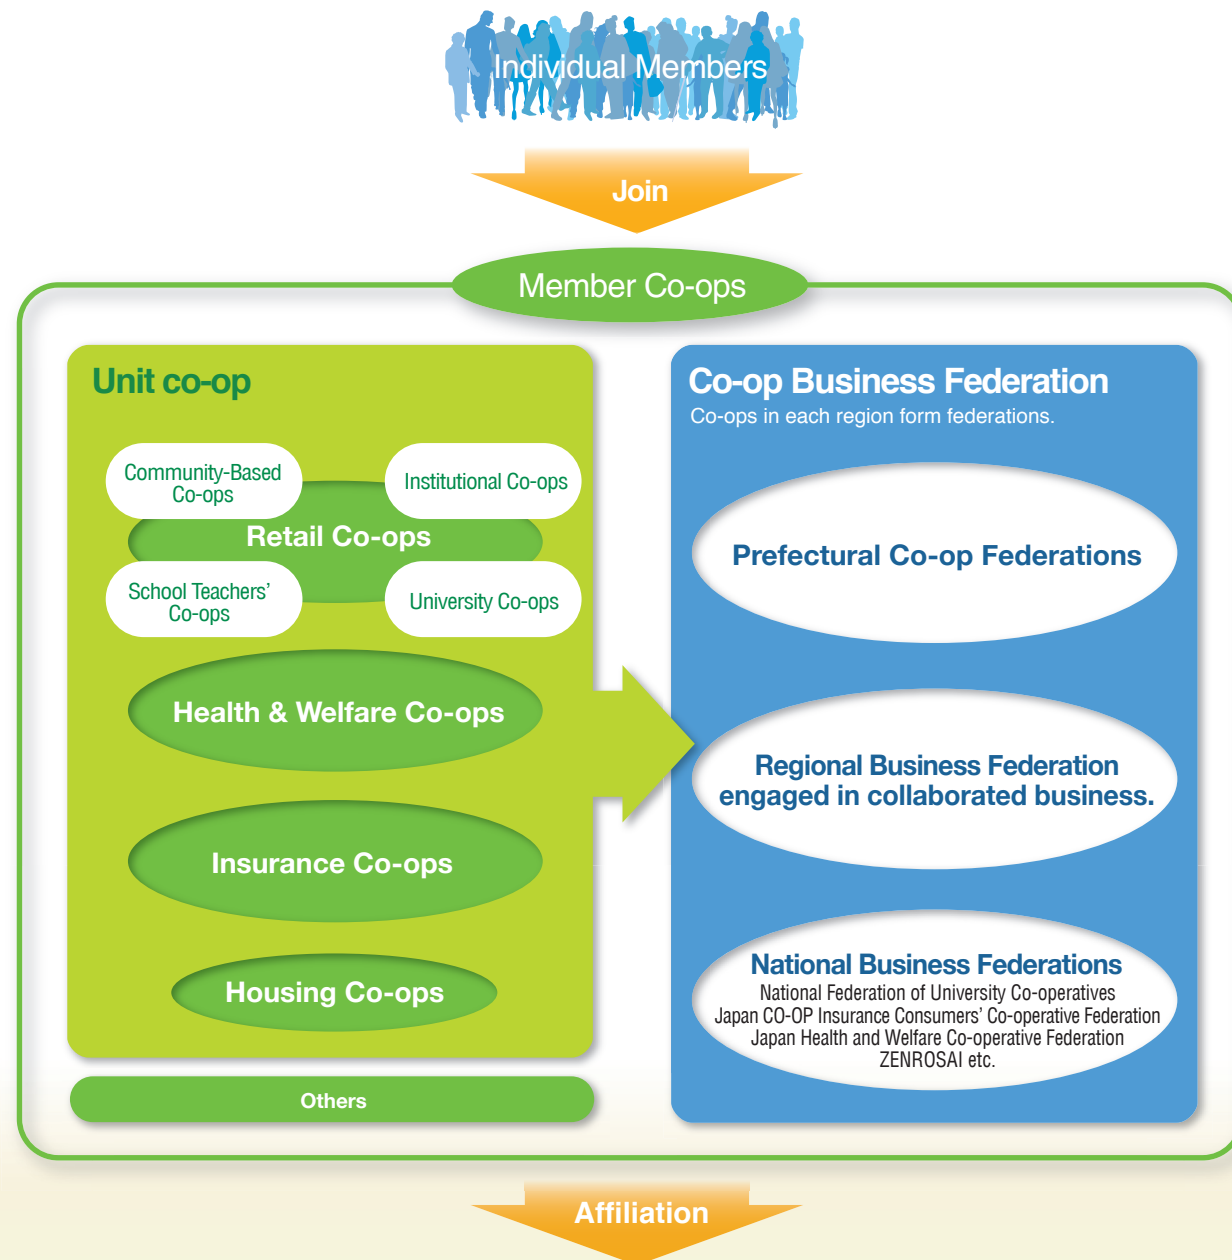 Individual Members
Join
Member Co-ops
Unit co-op
Community-Based
Co-ops
Institutional Co-ops
Retail Co-ops
School Teachers’
Co-ops
University Co-ops
Health & Welfare Co-ops
Insurance Co-ops
Housing Co-ops
Others
Co-op Business Federation
Co-ops in each region form federations.
Prefectural Co-op Federations
Regional Business Federation
engaged in collaborated business.
National Business Federations
National Federation of University Co-operatives
Japan CO-OP Insurance Consumers’ Co-operative Federation
Japan Health and Welfare Co-operative Federation
ZENROSAI etc.
Affiliation